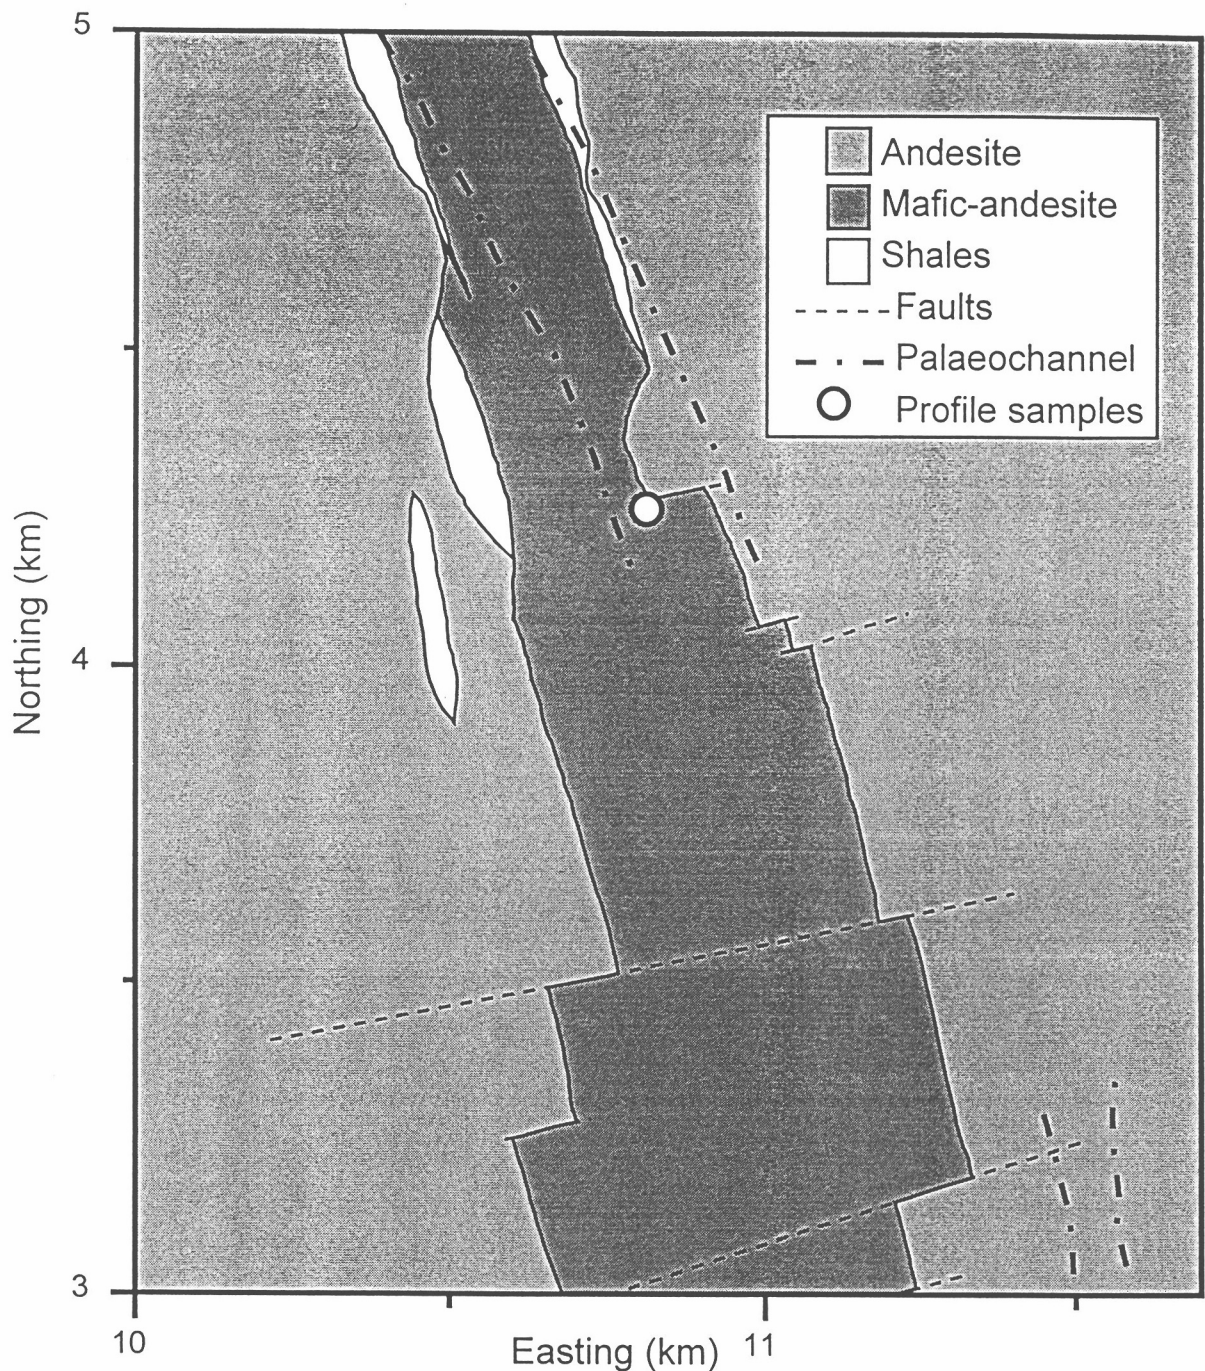 5
Andesite
Mafic-andesite
Shales
Faults
Palaeochannel
Profile samples
Northing (km)
4
3
10
Easting (km)
11